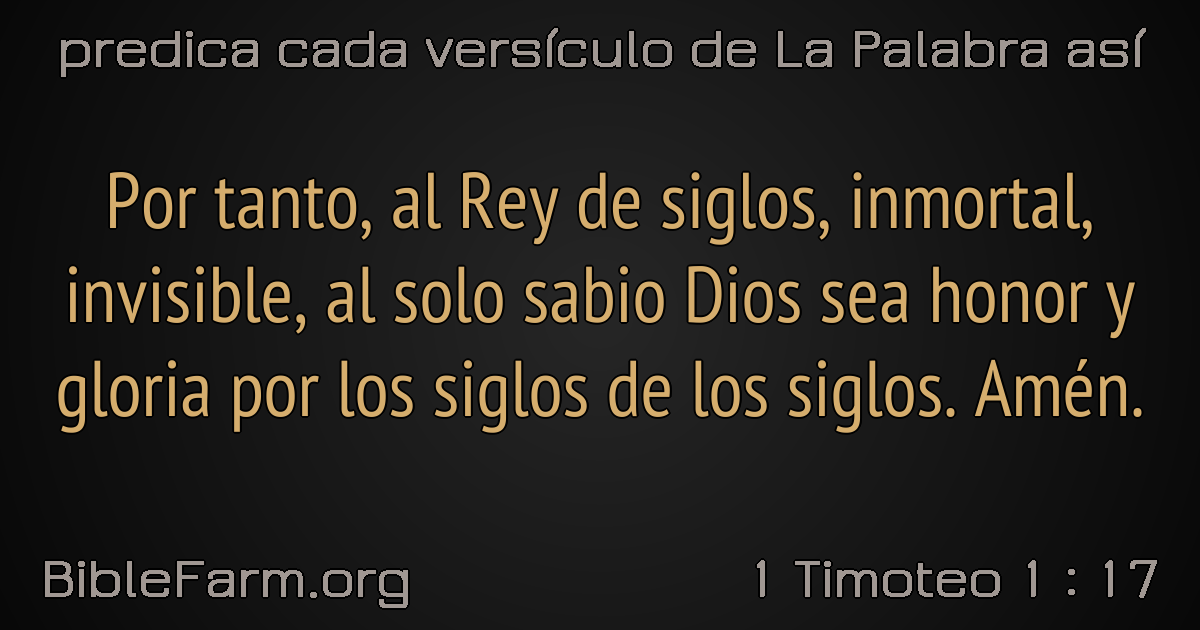 predica cada versículo de La Palabra así
Por tanto, al Rey de siglos, inmortal,
invisible, al solo sabio Dios sea honor y
gloria por los siglos de los siglos. Amén.
BibleFarm.org
1 Timoteo 1 : 17